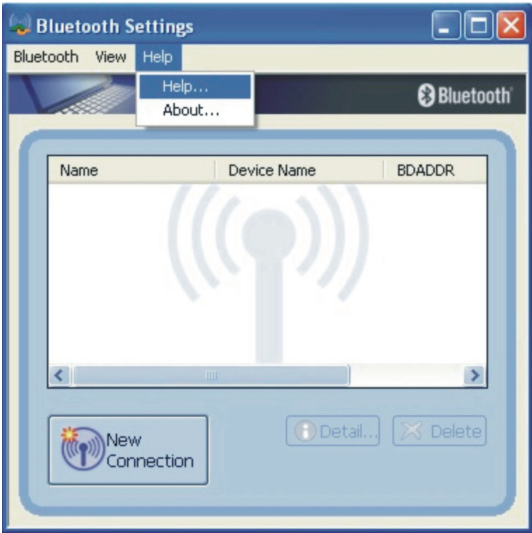 Bluetooth Settings
Bluetooth View Help
Help...
About...
Bluetooth
Name Device Name BDADDR
New
Connection
Detail...
Delete